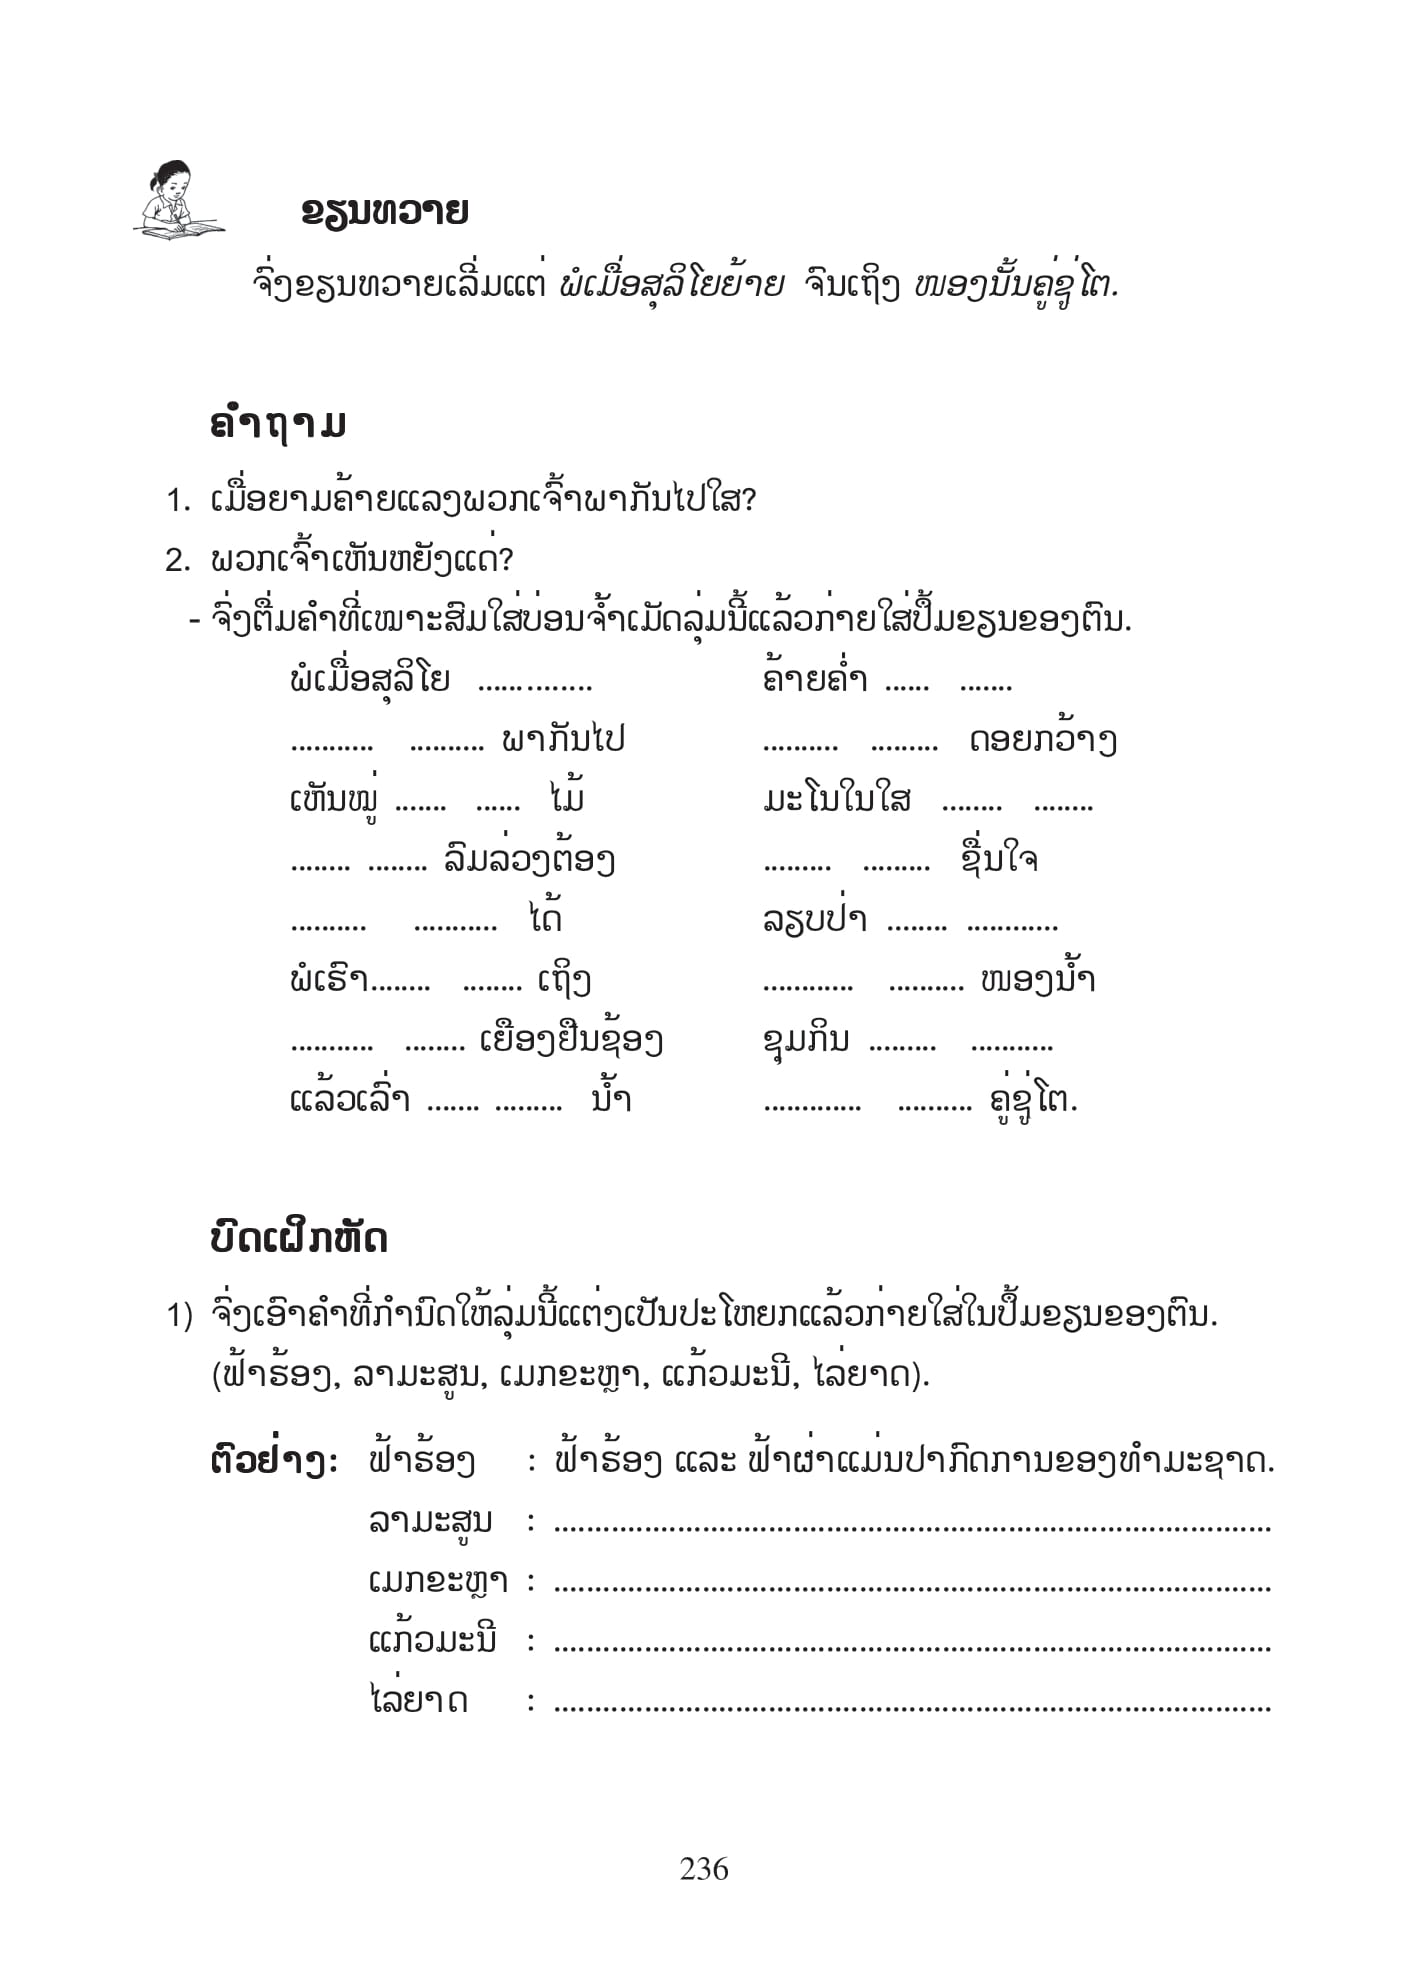 ຂຽນທວາຍ
ຈົ່ງຂຽນທວາຍເລີ່ມແຕ່ ພໍເມື່ອສຸລິໂຍຍ້າຍ ຈົນເຖິງ ໜອງນັ້ນຄູ່ຊູ່ໂຕ.
ຄຳຖາມ
1. ເມື່ອຍາມຄ້າຍແລງພວກເຈົ້າພາກັນໄປໃສ?
2. ພວກເຈົ້າເຫັນຫຍັງແດ່?
- ຈົ່ງຕື່ມຄຳທີ່ເໝາະສົມໃສ່ບ່ອນຈ້ຳເມັດລຸ່ມນີ້ແລ້ວກ່າຍໃສ່ປຶ້ມຂຽນຂອງຕົນ.
ພໍເມື່ອສຸລິໂຍ .............. ຄ້າຍຄ່ຳ ...... .......
........... .......... ພາກັນໄປ .......... ......... ດອຍກວ້າງ
ເຫັນໝູ່ ....... ...... ໄມ້ ມະໂນໃນໃສ ........ ........
........ ........ ລົມລ່ວງຕ້ອງ ......... ......... ຊື່ນໃຈ
.......... ........... ໄດ້ ລຽບປ່າ ........ ............
ພໍເຮົາ........ ........ ເຖິງ ............ .......... ໜອງນ້ຳ
........... ........ ເຍືອງຢືນຊ້ອງ ຊຸມກິນ ......... ...........
ແລ້ວເລົ່າ ....... ......... ນ້ຳ ............. .......... ຄູ່ຊູ່ໂຕ.
ບົດເຝິກຫັດ
1) ຈົ່ງເອົາຄຳທີ່ກຳນົດໃຫ້ລຸ່ມນີ້ແຕ່ງເປັນປະໂຫຍກແລ້ວກ່າຍໃສ່ໃນປຶ້ມຂຽນຂອງຕົນ.
(ຟ້າຮ້ອງ, ລາມະສູນ, ເມກຂະຫຼາ, ແກ້ວມະນີ, ໄລ່ຍາດ).
ຕົວຢ່າງ: ຟ້າຮ້ອງ : ຟ້າຮ້ອງ ແລະ ຟ້າຜ່າແມ່ນປາກົດການຂອງທຳມະຊາດ.
ລາມະສູນ : ........................................................................................
ເມກຂະຫຼາ : ........................................................................................
ແກ້ວມະນີ : ........................................................................................
ໄລ່ຍາດ : ........................................................................................
236